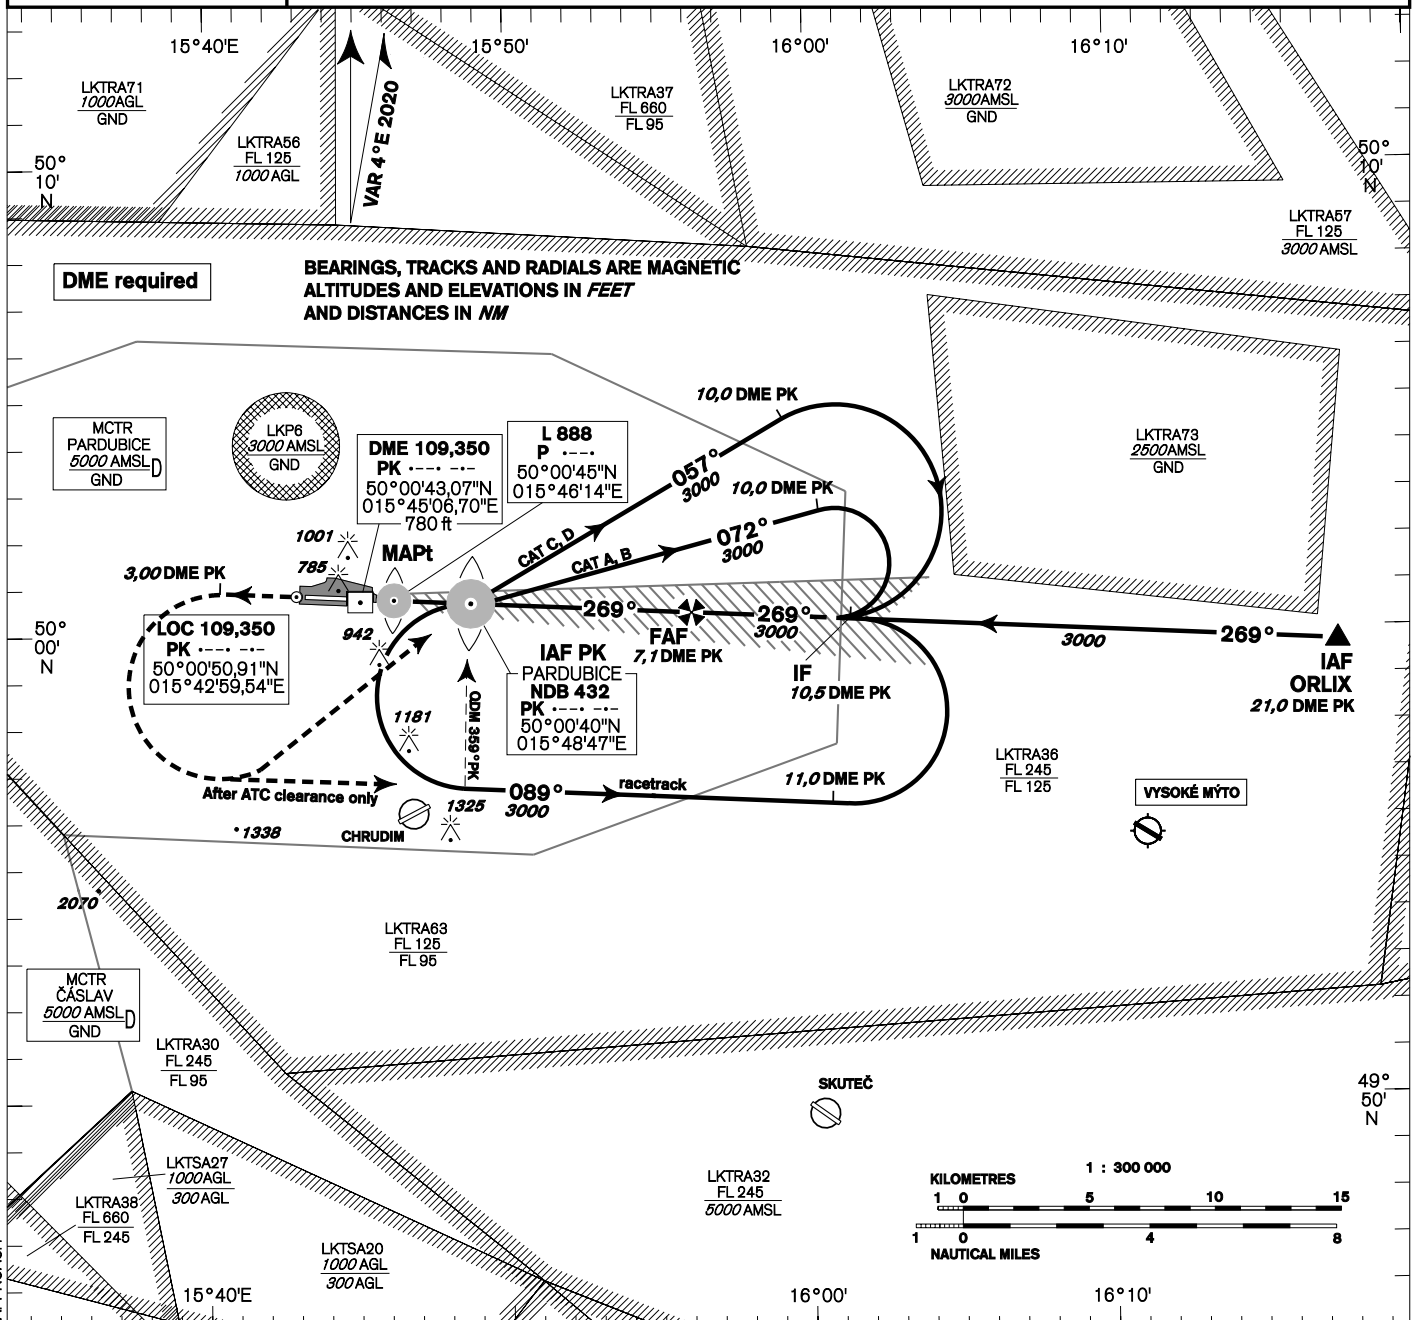 15°40'E
15°50'
16°00'
16°10'
LKTRA71
1000AGL
GND
LKTRA56
FL 125
1000 AGL
VAR 4°E 2020
LKTRA37
FL 660
FL 95
LKTRA72
3000AMSL
GND
50°
10'
N
50°
10'
N
LKTRA57
FL 125
3000 AMSL
DME required
BEARINGS, TRACKS AND RADIALS ARE MAGNETIC
ALTITUDES AND ELEVATIONS IN FEET
AND DISTANCES IN NM
MCTR
PARDUBICE
5000 AMSL D
GND
LKP6
3000 AMSL
GND
DME 109,350
PK ·--· -·-
50°00'43,07"N
015°45'06,70"E
780 ft
L 888
P ·--·
50°00'45"N
015°46'14"E
10,0 DME PK
057°
3000
10,0 DME PK
072°
3000
CAT C, D
CAT A, B
LKTRA73
2500AMSL
GND
1001
785
MAPt
3,00 DME PK
942
LOC 109,350
PK ·--· -·-
50°00'50,91"N
015°42'59,54"E
50°
00'
N
269°
FAF
7,1 DME PK
269°
3000
IF
10,5 DME PK
3000
269°
IAF
ORLIX
21,0 DME PK
IAF PK
PARDUBICE
NDB 432
PK ·--· -·-
50°00'40"N
015°48'47"E
QDM 359°PK
1181
1325
089°
3000
racetrack
11,0 DME PK
After ATC clearance only
1338
CHRUDIM
LKTRA36
FL 245
FL 125
VYSOKÉ MÝTO
2070
LKTRA63
FL 125
FL 95
MCTR
ČÁSLAV
5000 AMSL D
GND
LKTRA30
FL 245
FL 95
SKUTEČ
49°
50'
N
LKTSA27
1000AGL
300 AGL
LKTRA38
FL 660
FL 245
LKTSA20
1000 AGL
300 AGL
LKTRA32
FL 245
5000 AMSL
1 : 300 000
KILOMETRES
1 0 5 10 15
1 0 4 8
NAUTICAL MILES
15°40'E
16°00'
16°10'